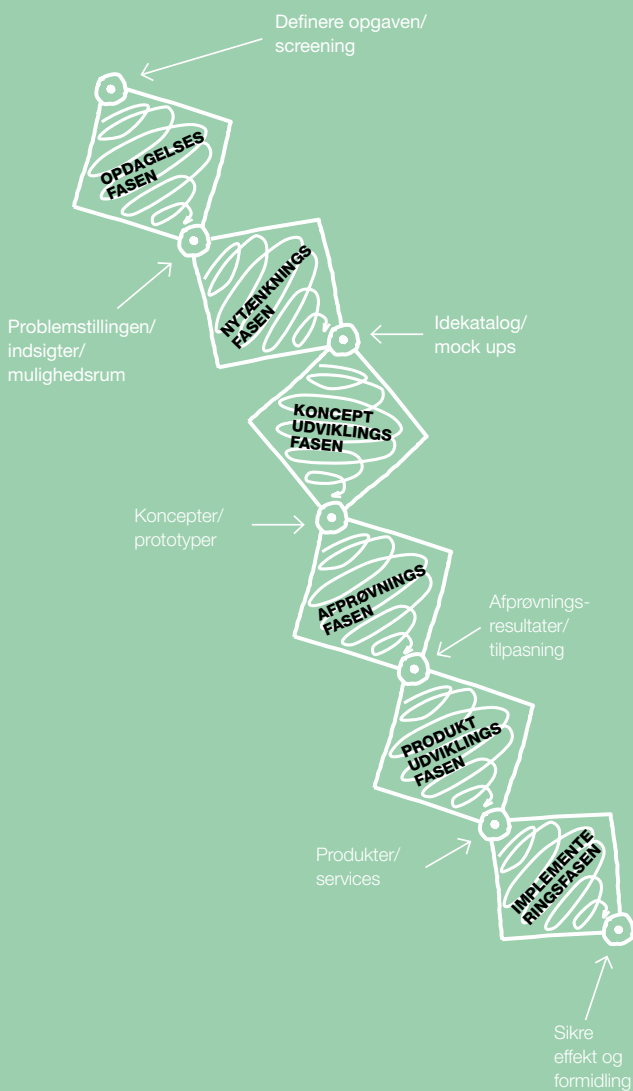 Definere opgaven/
screening
OPDAGELSES
FASEN
NYTÆNKNINGS
FASEN
Problemstillingen/
indsigter/
mulighedsrum
Idekatalog/
mock ups
KONCEPT
UDVIKLINGS
FASEN
Koncepter/
prototyper
AFPRØVNINGS
FASEN
Afprøvnings-
resultater/
tilpasning
PRODUKT
UDVIKLINGS
FASEN
Produkter/
services
IMPLEMENTE
RINGSFASEN
Sikre
effekt og
formidling